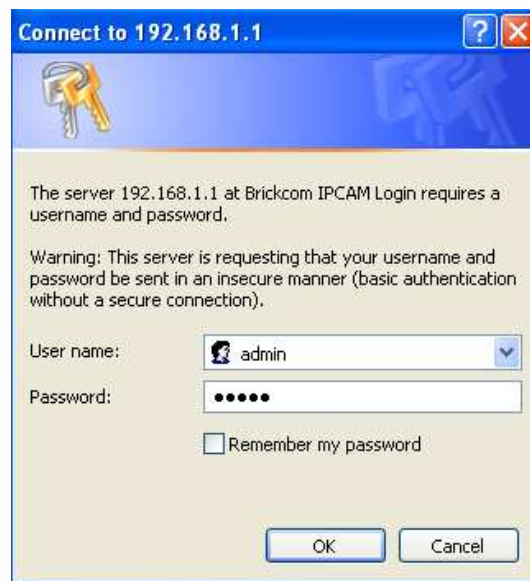 Connect to 192.168.1.1
?
The server 192.168.1.1 at Brickcom IPCAM Login requires a
username and password.
Warning: This server is requesting that your username and
password be sent in an insecure manner (basic authentication
without a secure connection).
User name:
admin
Password:
•••••
Remember my password
OK
Cancel